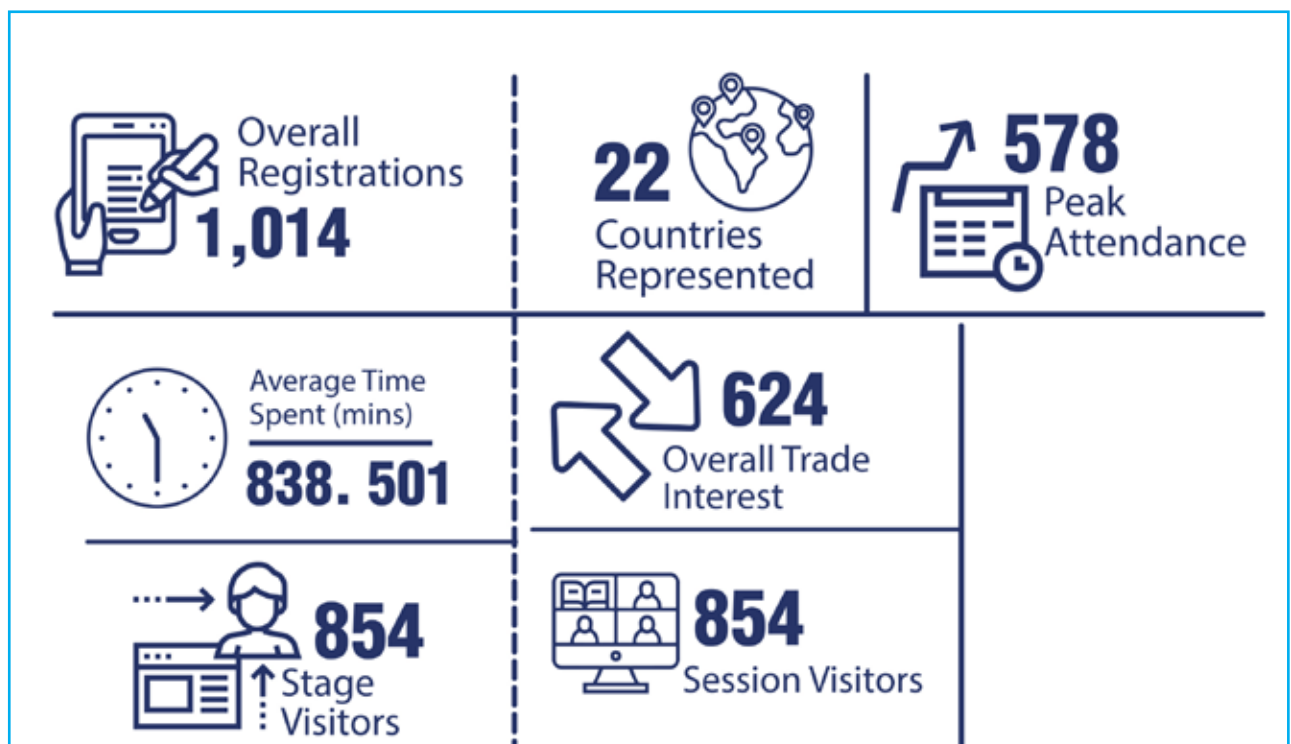 Overall
Registrations
1,014
22
Countries
Represented
578
Peak
Attendance
Average Time
Spent (mins)
838. 501
624
Overall Trade
Interest
854
Stage
Visitors
854
Session Visitors